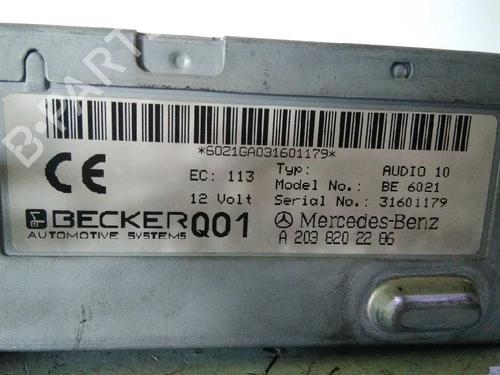 B-PARTS
*6021GA031601179*
CE
EC: 113
12 Volt
Typ: AUDIO 10
Model No.: BE 6021
Serial No.: 31601179
BECKER
AUTOMOTIVE SYSTEMS
Q01
Mercedes-Benz
A 203 820 22 86